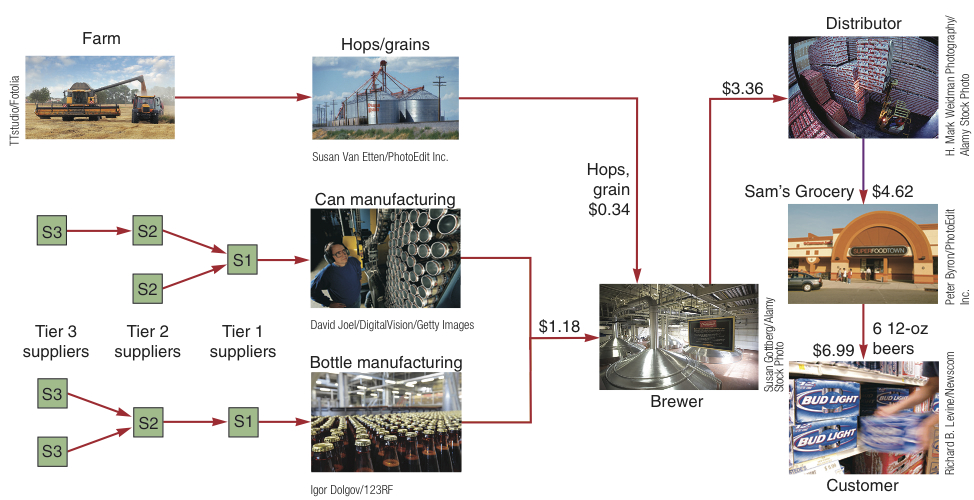 Farm
TTstudio/Fotolia
Hops/grains
Susan Van Etten/PhotoEdit Inc.
Distributor
H. Mark Weidman Photography/
Alamy Stock Photo
$3.36
Hops,
grain
$0.34
Sam's Grocery
$4.62
SUPER FOODTOWN
Peter Byron/PhotoEdit
Inc.
Can manufacturing
S3
S2
S2
S1
David Joel/DigitalVision/Getty Images
Tier 3
suppliers
Tier 2
suppliers
Tier 1
suppliers
Bottle manufacturing
S3
S3
S2
S1
Igor Dolgov/123RF
$1.18
Brewer
Susan Gottberg/Alamy
Stock Photo
6 12-oz
beers
$6.99
BUD LIGHT
BUD LIGHT
BUD LIGHT
Richard B. Levine/Newscom
Customer